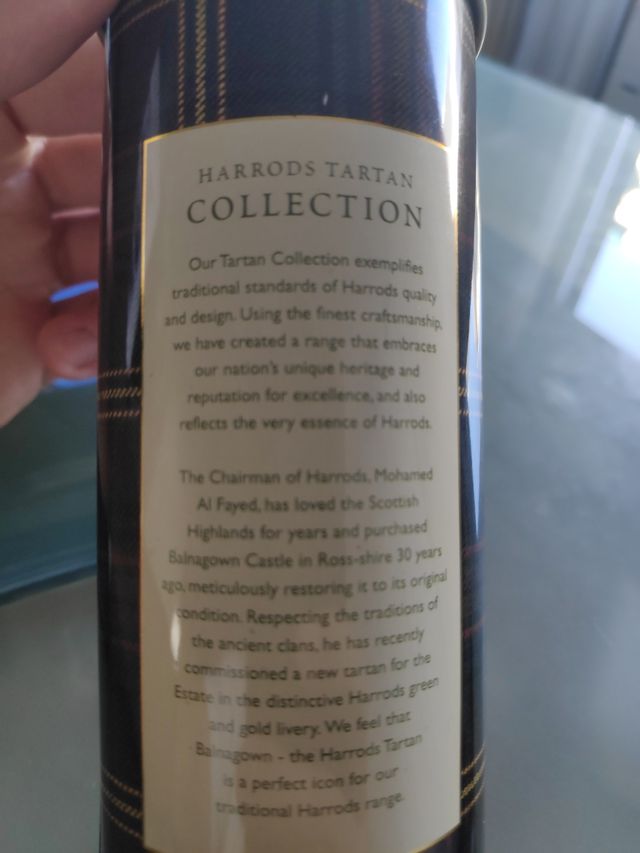 HARRODS TARTAN
COLLECTION
Our Tartan Collection exemplifies
traditional standards of Harrods quality
and design. Using the finest craftsmanship,
we have created a range that embraces
our nation's unique heritage and
reputation for excellence, and also
reflects the very essence of Harrods.
The Chairman of Harrods, Mohamed
Al Fayed, has loved the Scottish
Highlands for years and purchased
Balnagown Castle in Ross-shire 30 years
ago, meticulously restoring it to its original
condition. Respecting the traditions of
the ancient clans, he has recently
commissioned a new tartan for the
Estate in the distinctive Harrods green
and gold livery. We feel that
Balnagown - the Harrods Tartan
is a perfect icon for our
traditional Harrods range.